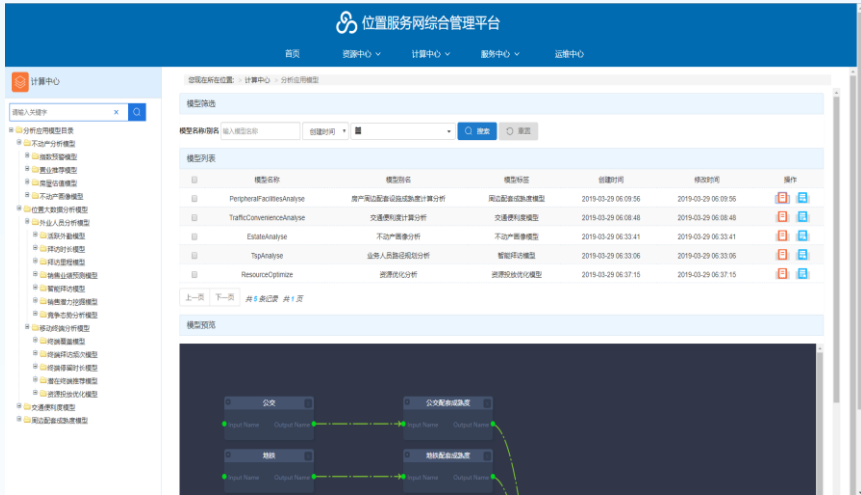 位置服务网综合管理平台
首页 资源中心 计算中心 服务中心 运维中心
计算中心
您现在所在位置: > 计算中心 > 分析应用模型
请输入关键字 ×
模型筛选
模型名称/别名 输入模型名称 创建时间 搜索 重置
模型列表
模型名称 模型别名 模型标签 创建时间 修改时间 操作
PeripheralFacilitiesAnalyse 房产周边配套设施成熟度计算分析 周边配套成熟度模型 2019-03-29 06:09:56 2019-03-29 06:09:56
TrafficConvenienceAnalyse 交通便利度计算分析 交通便利度模型 2019-03-29 06:08:48 2019-03-29 06:08:48
EstateAnalyse 不动产画像分析 不动产画像模型 2019-03-29 06:33:41 2019-03-29 06:33:41
TspAnalyse 业务人员路径规划分析 智能拜访模型 2019-03-29 06:33:06 2019-03-29 06:33:06
ResourceOptimize 资源优化分析 资源投放优化模型 2019-03-29 06:37:15 2019-03-29 06:37:15
上一页 下一页 共 5 条记录 共 1 页
分析应用模型目录
不动产分析模型
指数预警模型
置业推荐模型
房屋估值模型
不动产画像模型
位置大数据分析模型
外业人员分析模型
活跃外勤模型
拜访时长模型
拜访里程模型
销售业绩预测模型
智能拜访模型
销售潜力挖掘模型
竞争态势分析模型
移动终端分析模型
终端覆盖模型
终端拜访频次模型
终端停留时长模型
潜在终端推荐模型
资源投放优化模型
交通便利度模型
周边配套成熟度模型
模型预览
公交 公交配套成熟度
Input Name Output Name Input Name Output Name
地铁 地铁配套成熟度
Input Name Output Name Input Name Output Name